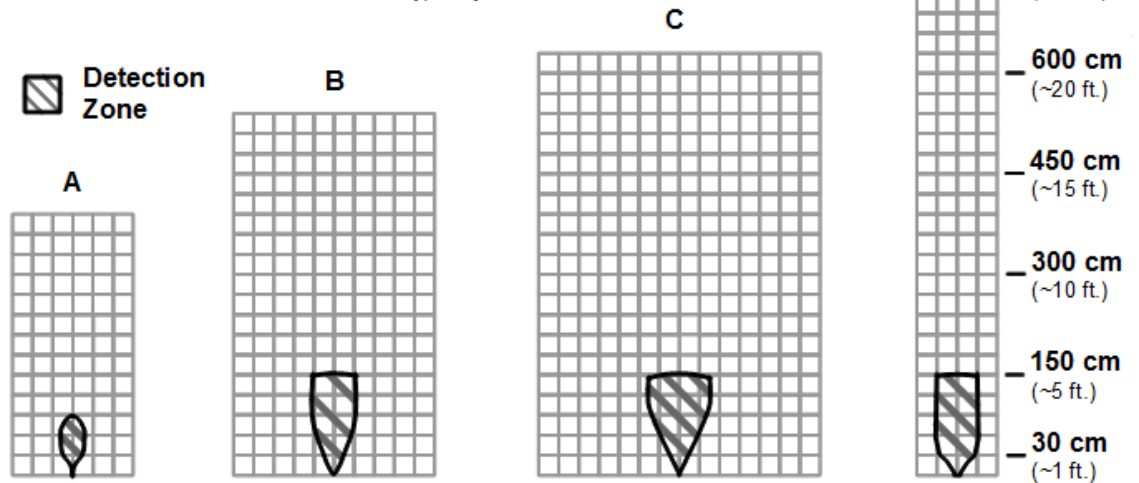 C
600 cm
(~20 ft.)
Detection
Zone
B
450 cm
(~15 ft.)
A
300 cm
(~10 ft.)
150 cm
(~5 ft.)
30 cm
(~1 ft.)